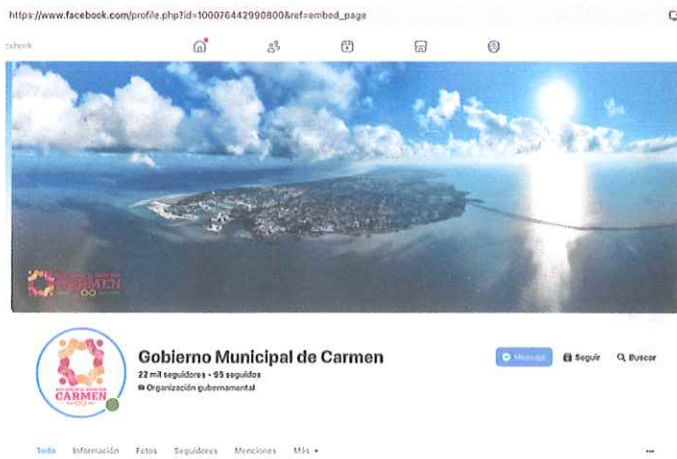 https://www.facebook.com/profile.php?id=100076442990800&ref=embed_page
CARMEN
CARMEN
Gobierno Municipal de Carmen
22 mil seguidores • 95 seguidos
Organización gubernamental
Mensaje
Seguir
Buscar
Todo Información Fotos Seguidores Menciones Más